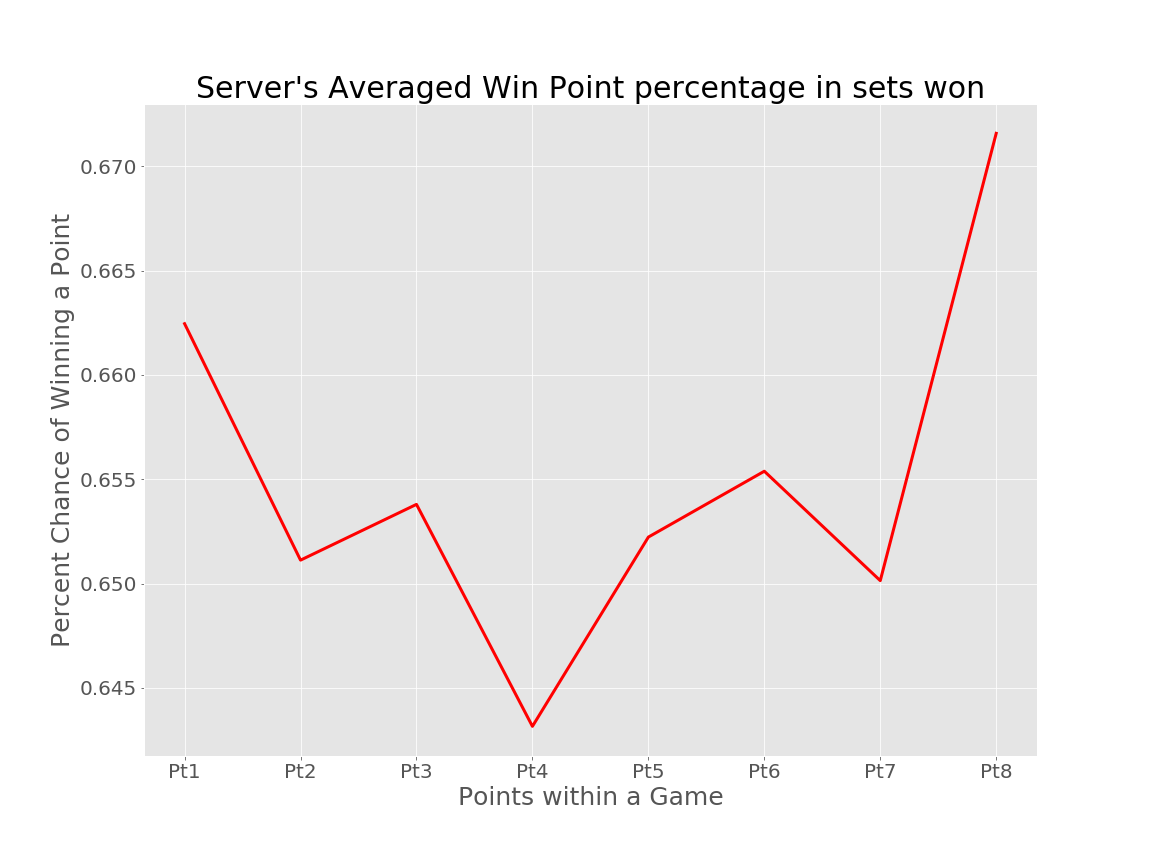 Server's Averaged Win Point percentage in sets won
Percent Chance of Winning a Point
0.670
0.665
0.660
0.655
0.650
0.645
Pt1 Pt2 Pt3 Pt4 Pt5 Pt6 Pt7 Pt8
Points within a Game